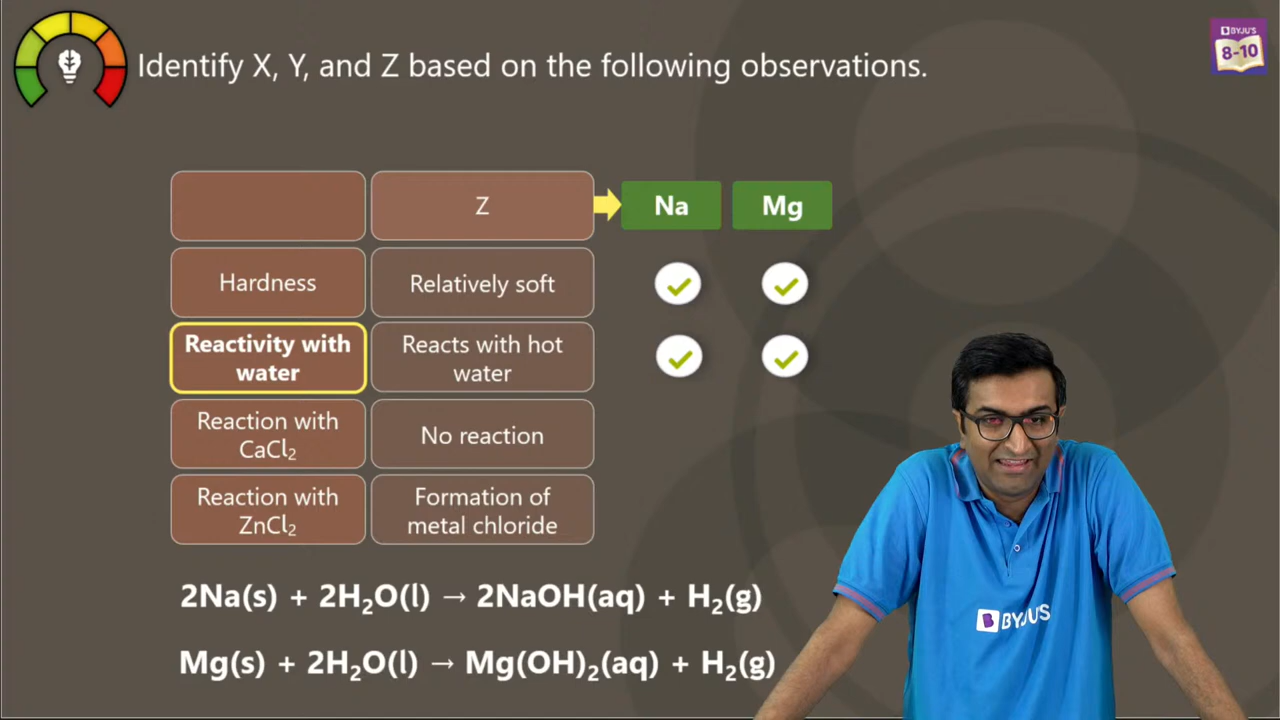 Identify X, Y, and Z based on the following observations.
BYJU'S
8-10
Z
Na
Mg
Hardness
Relatively soft
Reactivity with
water
Reacts with hot
water
Reaction with
CaCl₂
No reaction
Reaction with
ZnCl₂
Formation of
metal chloride
2Na(s) + 2H₂O(l) → 2NaOH(aq) + H₂(g)
Mg(s) + 2H₂O(l) → Mg(OH)₂(aq) + H₂(g)
BYJU'S